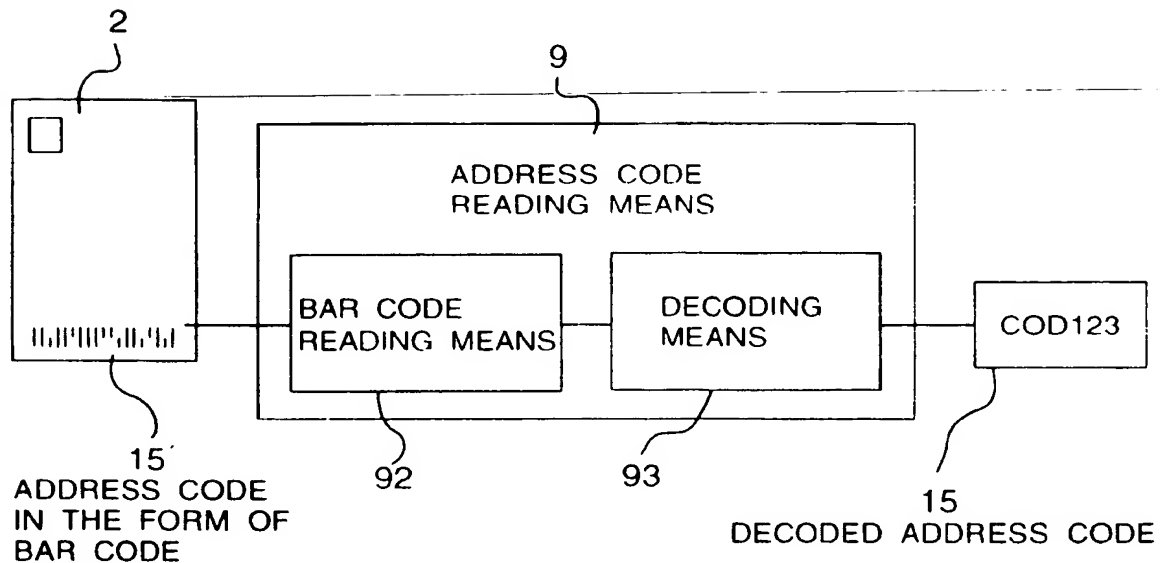 2
9
ADDRESS CODE
READING MEANS
BAR CODE
READING MEANS
DECODING
MEANS
COD123
15'
ADDRESS CODE
IN THE FORM OF
BAR CODE
92
93
15
DECODED ADDRESS CODE